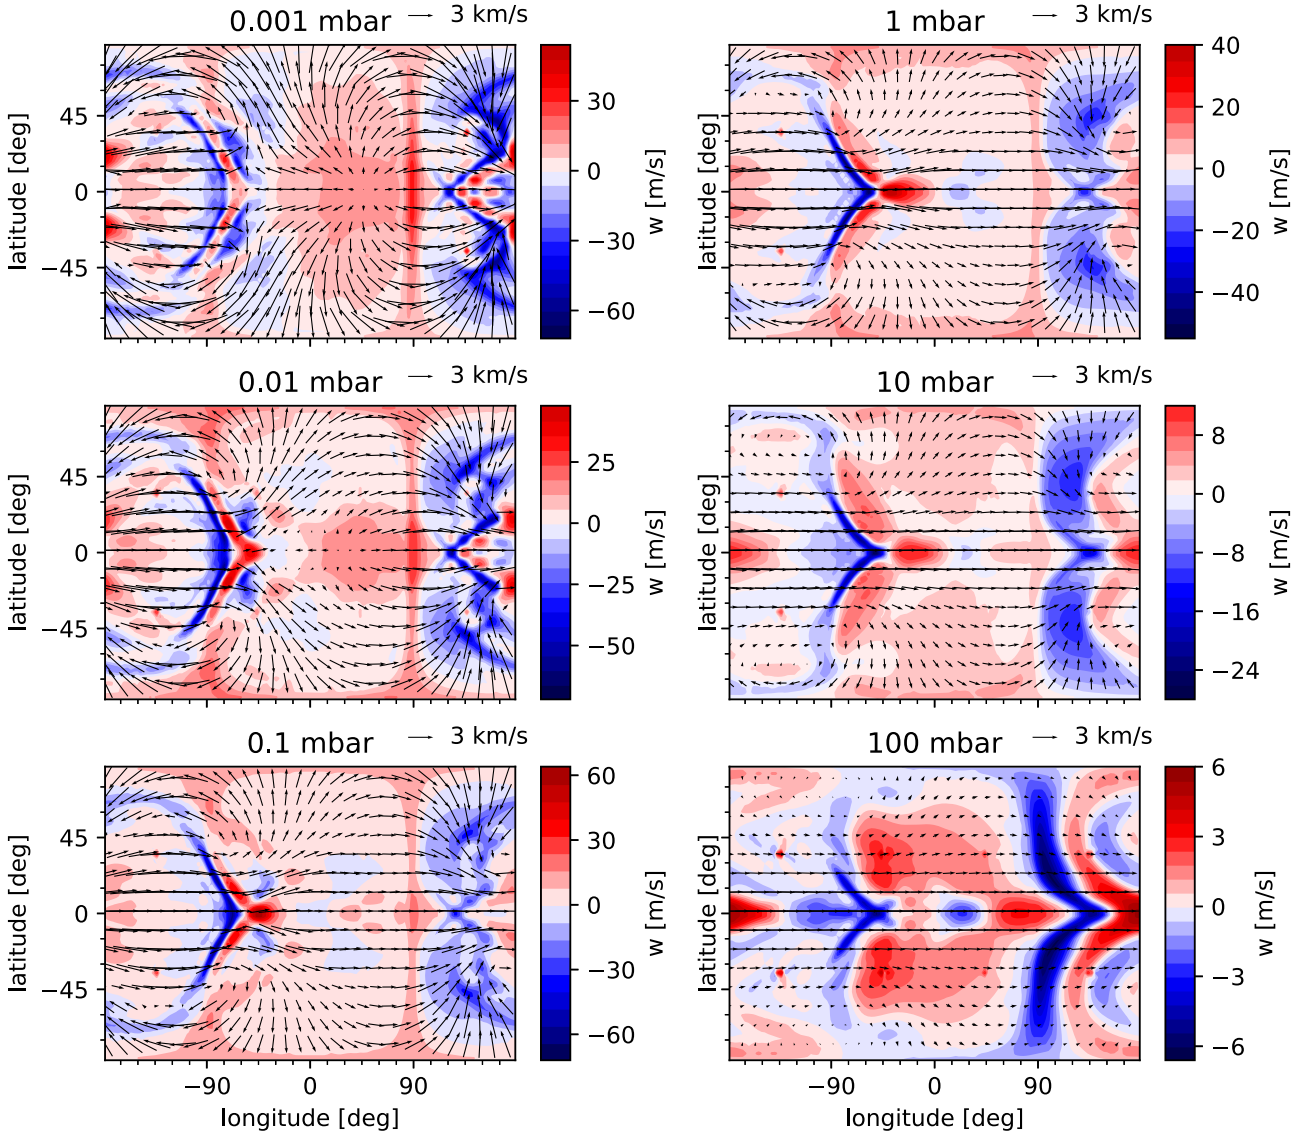 0.001 mbar → 3 km/s
latitude [deg]
45
0
−45
30
0
−30
−60
w [m/s]
1 mbar → 3 km/s
latitude [deg]
40
20
0
−20
−40
w [m/s]
0.01 mbar → 3 km/s
latitude [deg]
45
0
−45
25
0
−25
−50
w [m/s]
10 mbar → 3 km/s
latitude [deg]
8
0
−8
−16
−24
w [m/s]
0.1 mbar → 3 km/s
latitude [deg]
45
0
−45
60
30
0
−30
−60
w [m/s]
−90 0 90
longitude [deg]
100 mbar → 3 km/s
latitude [deg]
6
3
0
−3
−6
w [m/s]
−90 0 90
longitude [deg]